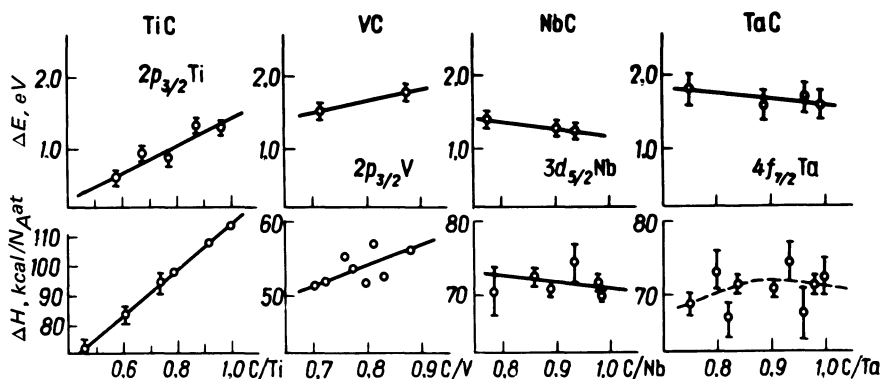 TiC VC NbC TaC
ΔE, eV
2.0 2.0 2.0 2.0
2p3/2Ti
1.0 1.0 1.0 1.0
2p3/2V 3d5/2Nb 4f7/2Ta
ΔH, kcal/NAat
110 100 90 80
60 50
80 70
80 70
0,6 0,8 1,0 C/Ti 0,7 0,8 0,9 C/V 0,8 0,9 1,0 C/Nb 0,8 0,9 1,0 C/Ta